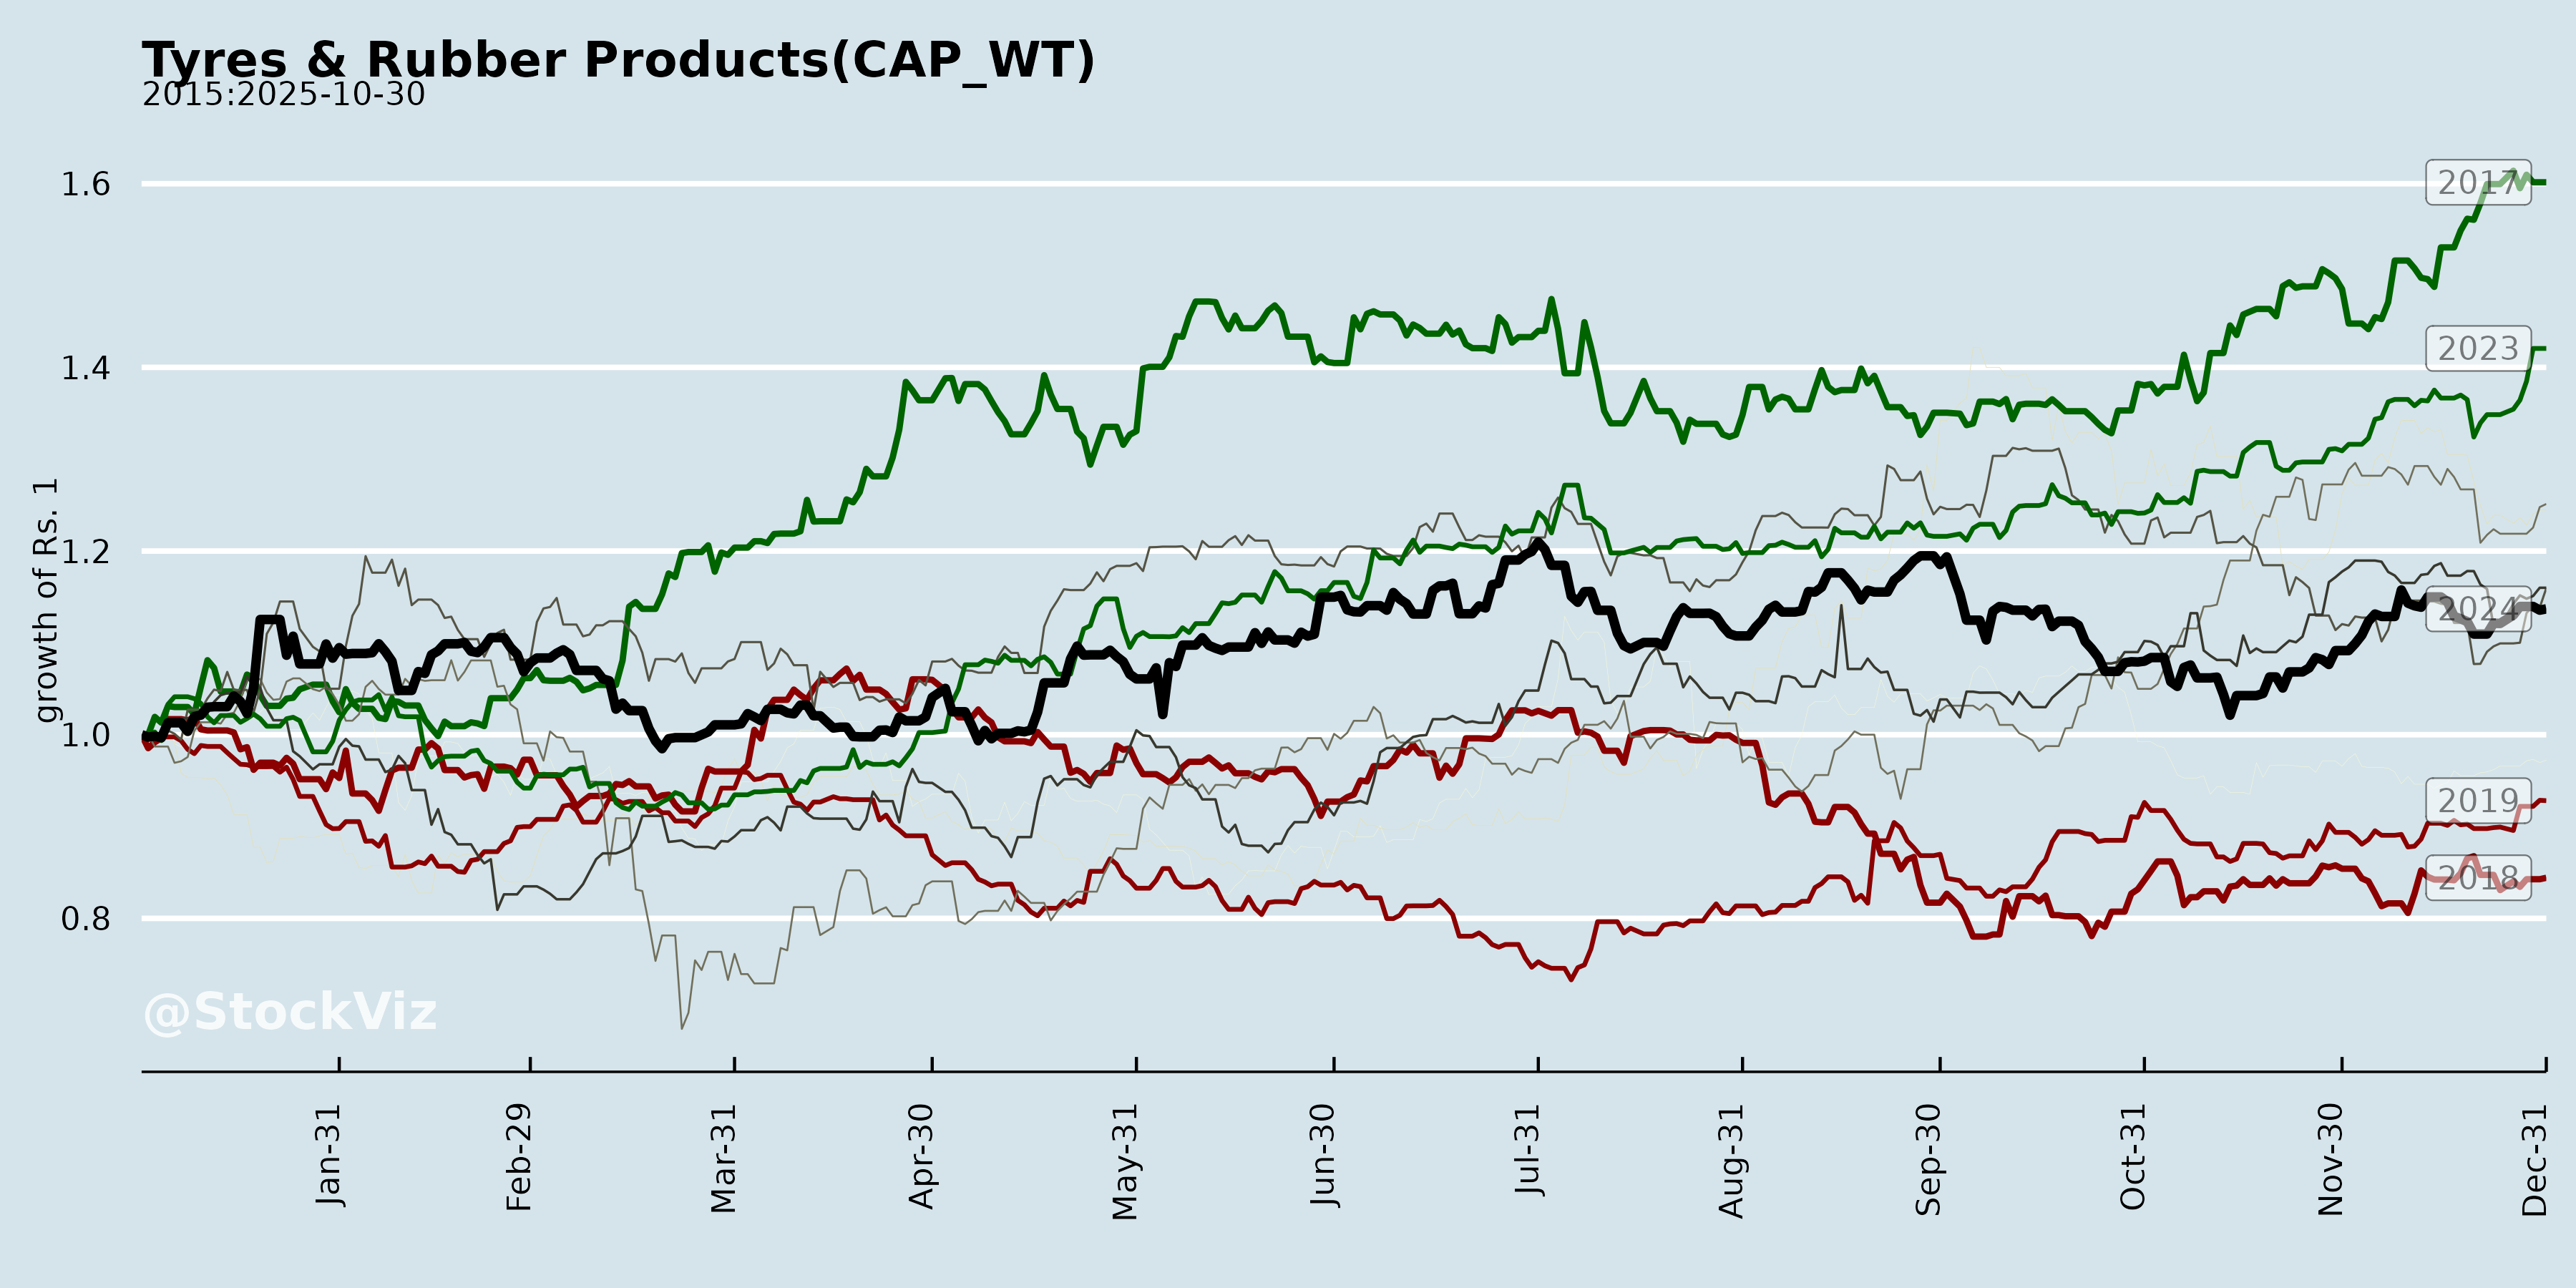 Tyres & Rubber Products(CAP_WT)
2015:2025-10-30
growth of Rs. 1
1.6
1.4
1.2
1.0
0.8
2017
2023
2024
2019
2018
@StockViz
Jan-31
Feb-29
Mar-31
Apr-30
May-31
Jun-30
Jul-31
Aug-31
Sep-30
Oct-31
Nov-30
Dec-31